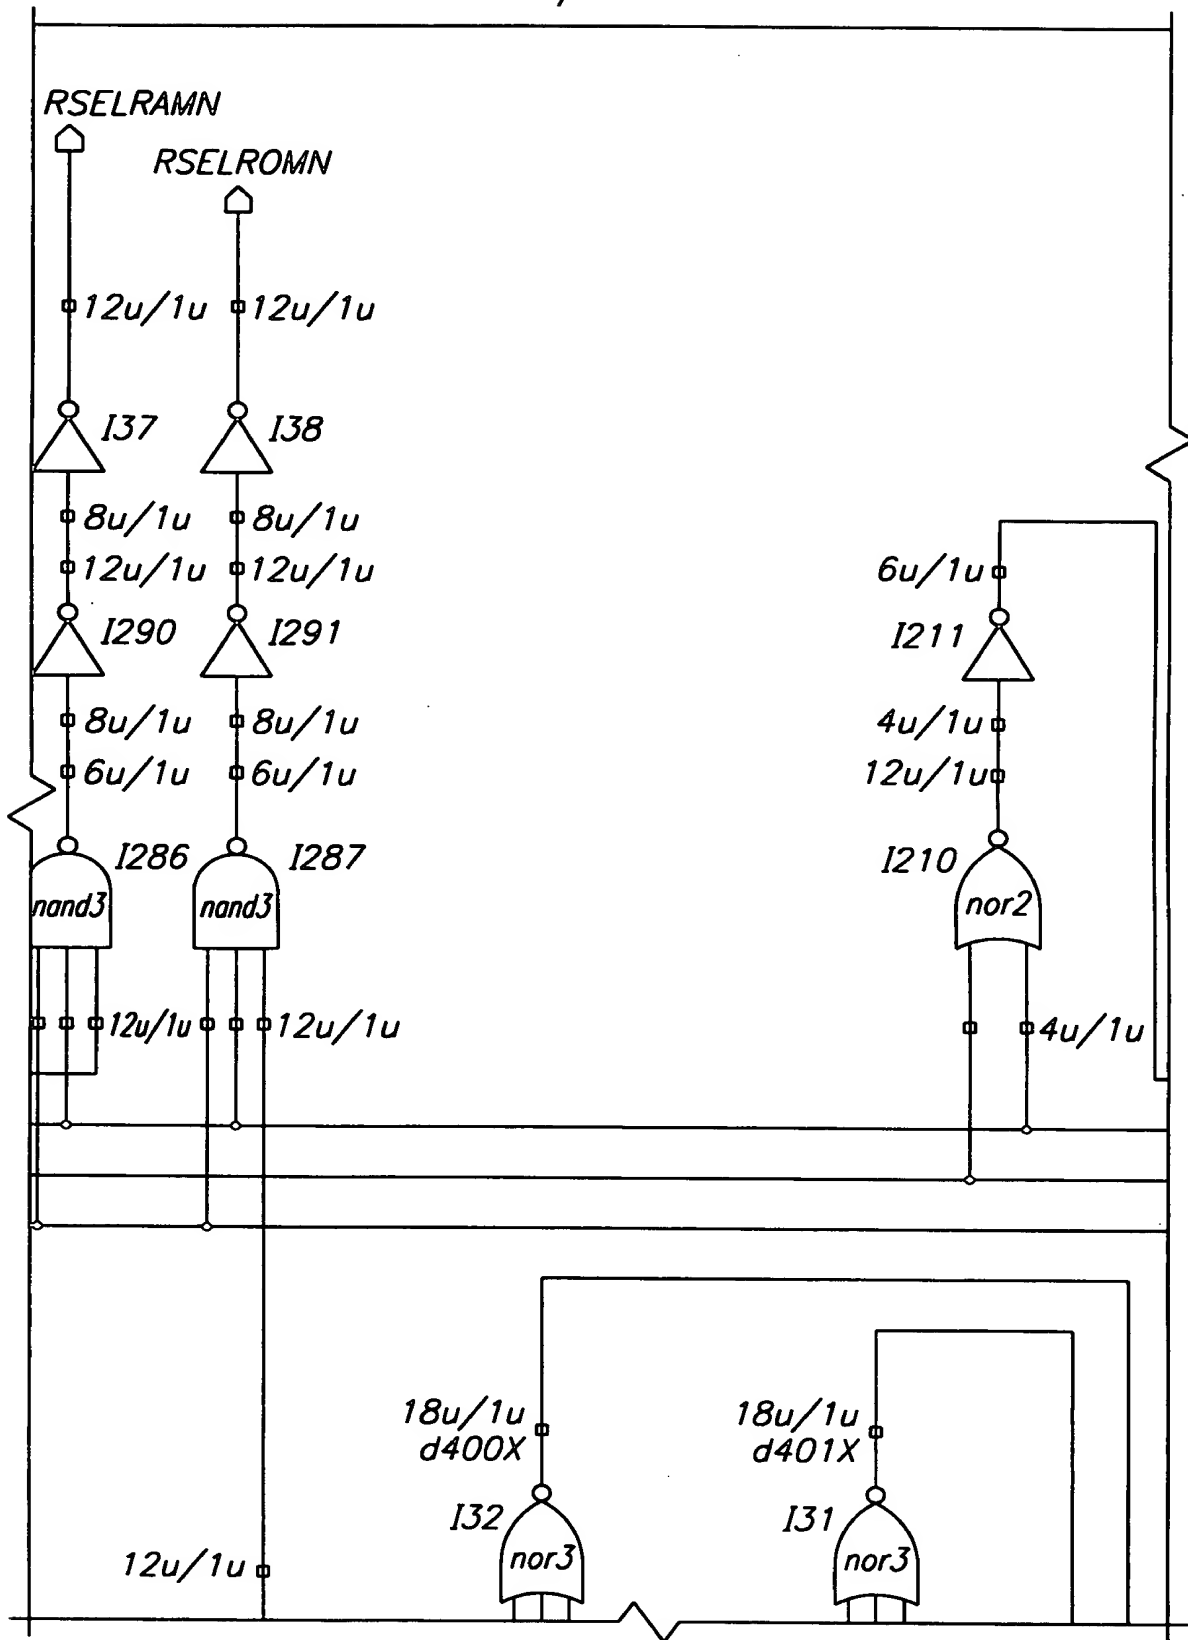 RSELRAMN
RSELROMN
12u/1u 12u/1u
I37 I38
8u/1u 8u/1u
12u/1u 12u/1u 6u/1u
I290 I291 I211
8u/1u 8u/1u 4u/1u
6u/1u 6u/1u 12u/1u
I286 I287 I210
nand3 nand3 nor2
12u/1u 12u/1u 4u/1u
18u/1u 18u/1u
d400X d401X
I32 I31
12u/1u nor3 nor3